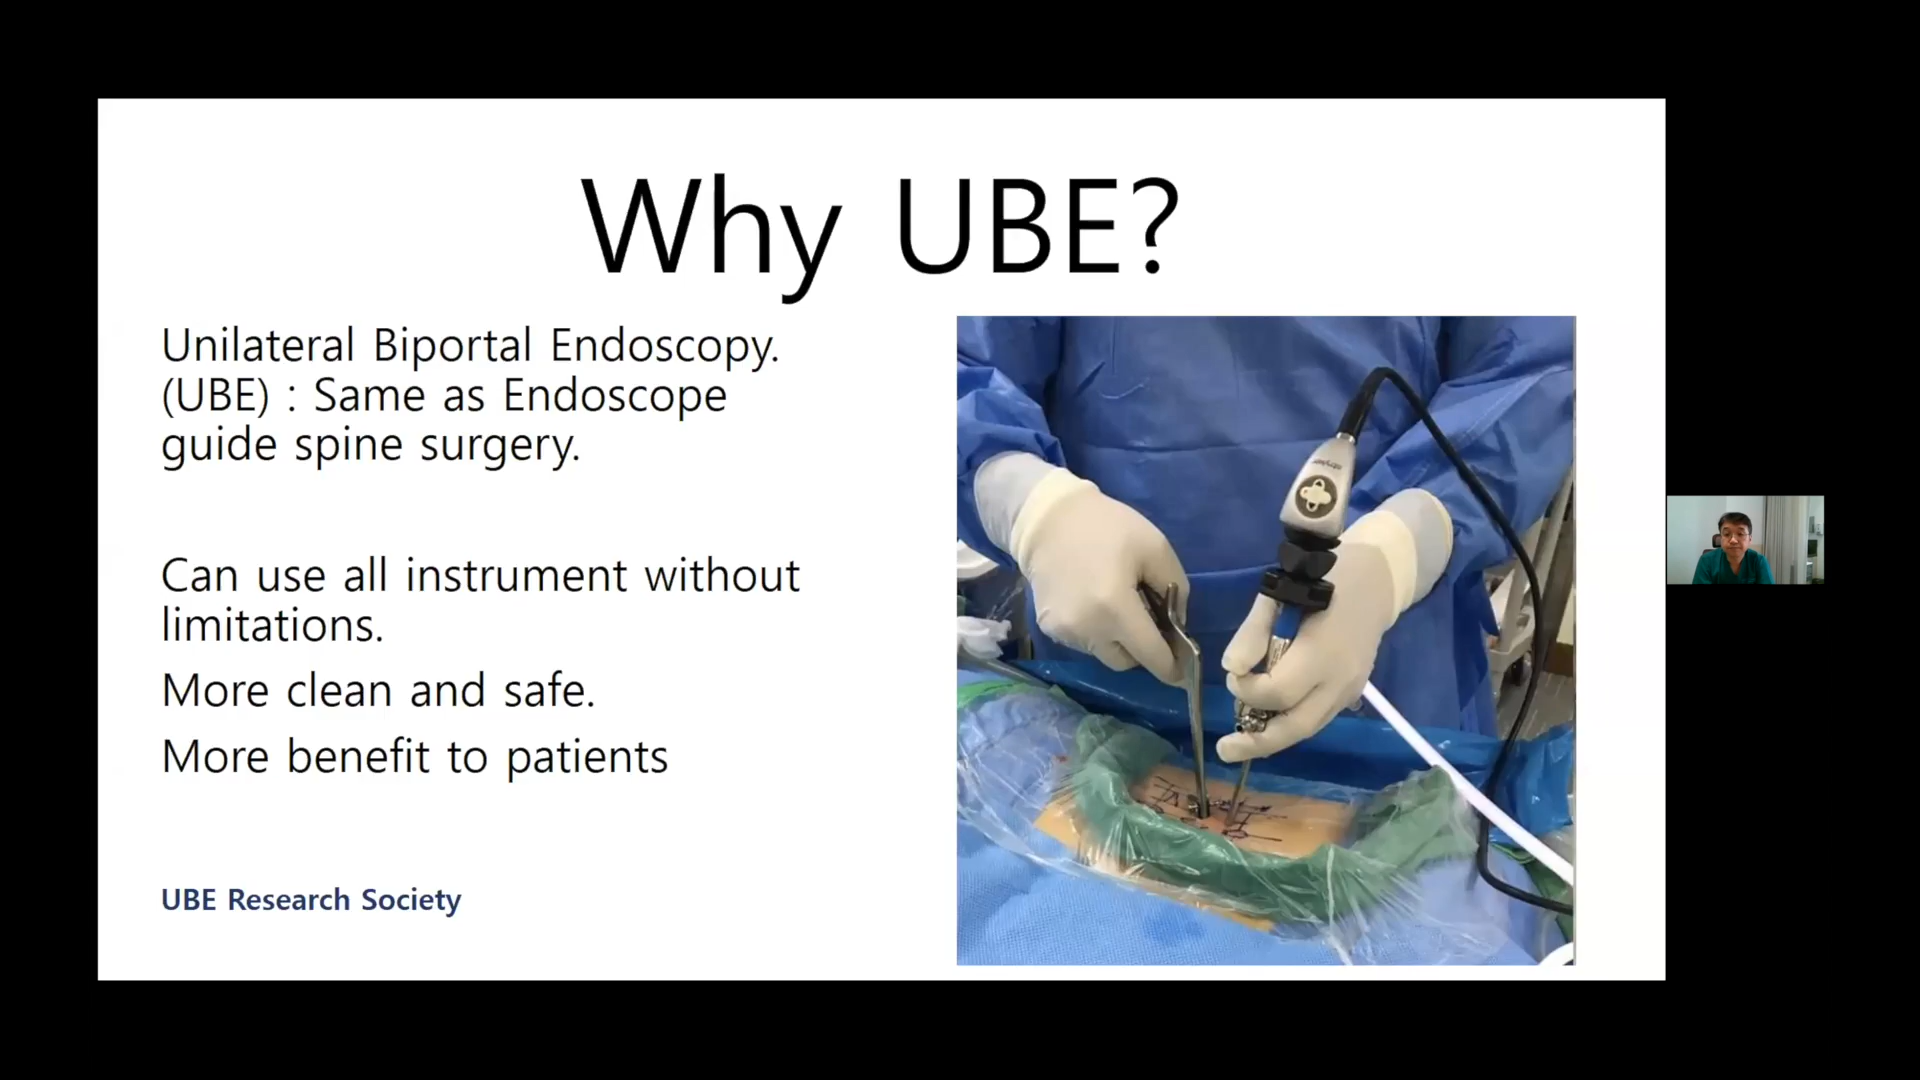 Why UBE?
Unilateral Biportal Endoscopy.
(UBE) : Same as Endoscope
guide spine surgery.
Can use all instrument without
limitations.
More clean and safe.
More benefit to patients
UBE Research Society
stryker